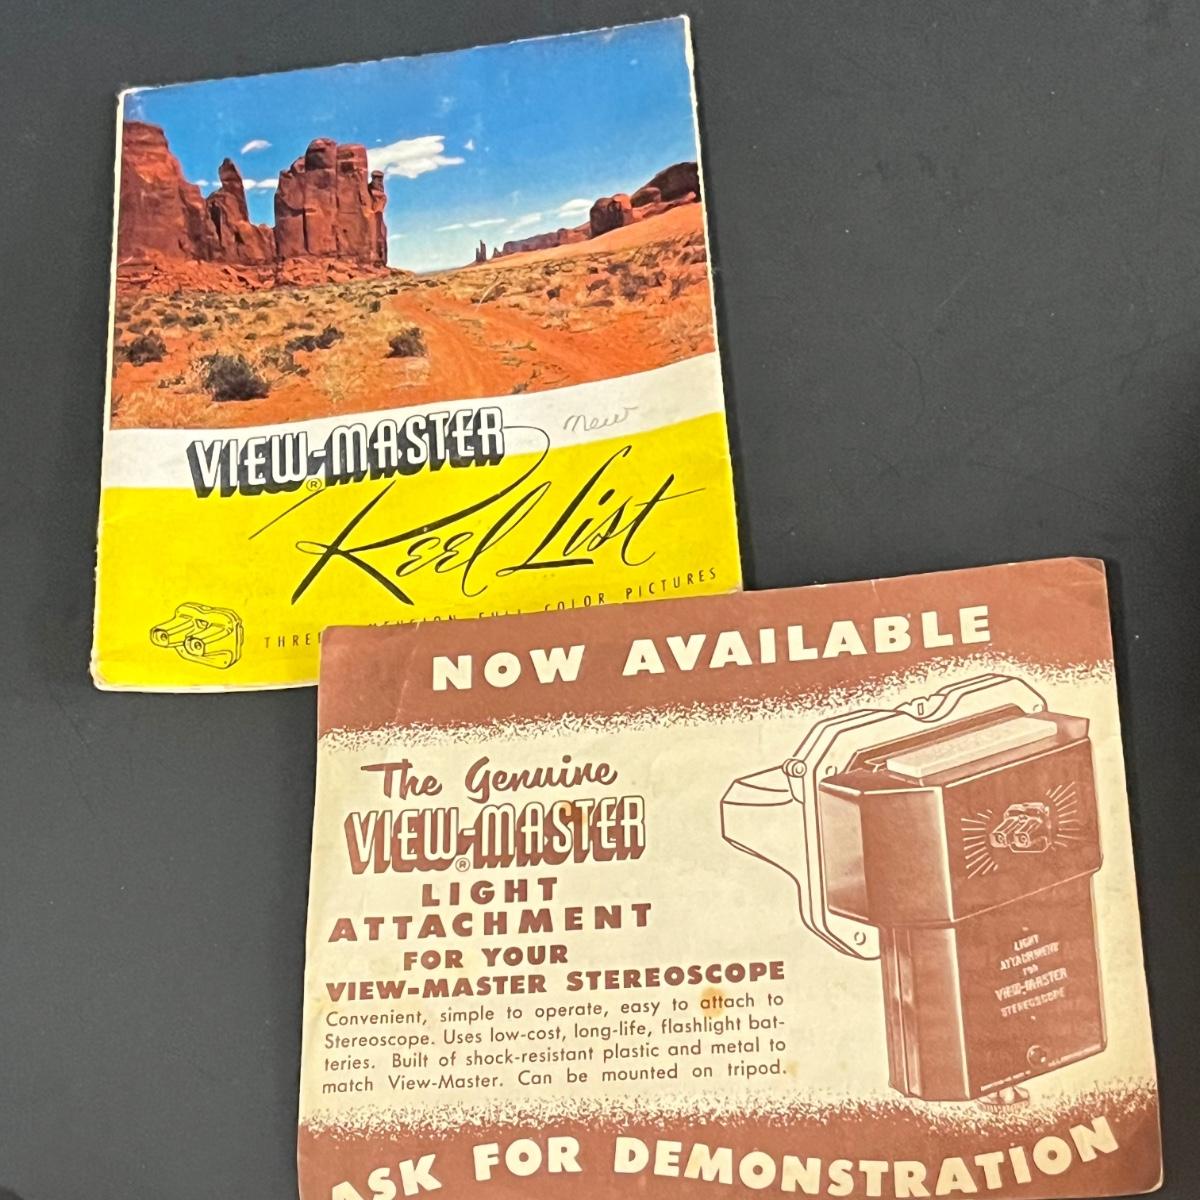 VIEW-MASTER new
®
Reel List
THREE DIMENSION FULL COLOR PICTURES
NOW AVAILABLE
The Genuine
VIEW-MASTER
®
LIGHT
ATTACHMENT
FOR YOUR
VIEW-MASTER STEREOSCOPE
Convenient, simple to operate, easy to attach to
Stereoscope. Uses low-cost, long-life, flashlight bat-
teries. Built of shock-resistant plastic and metal to
match View-Master. Can be mounted on tripod.
LIGHT
ATTACHMENT
FOR
VIEW-MASTER
STEREOSCOPE
ASK FOR DEMONSTRATION